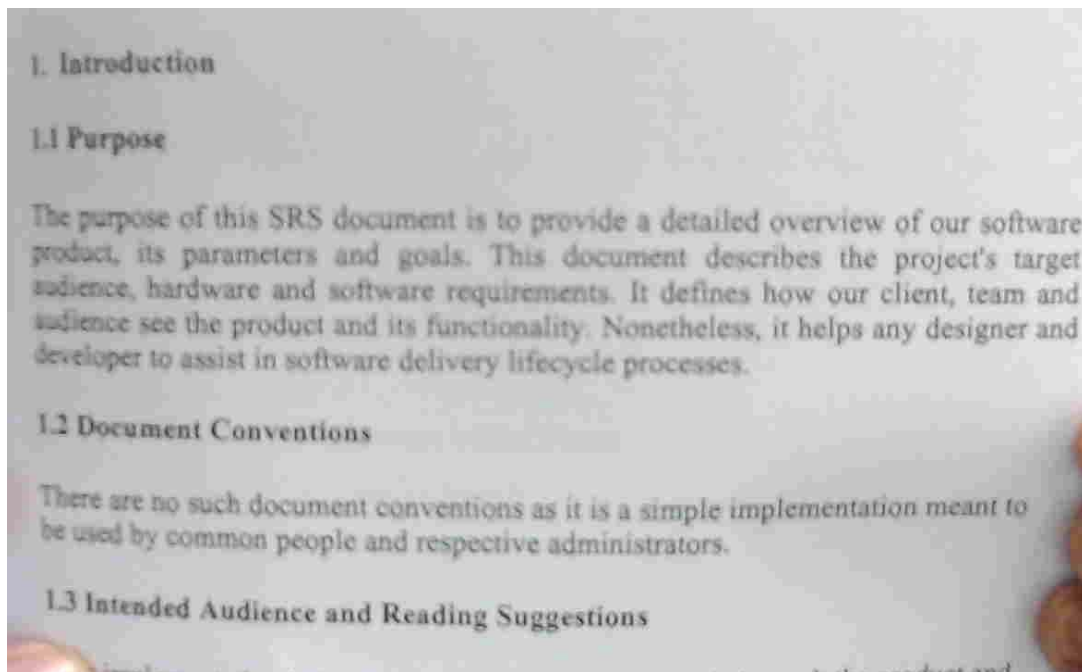 1. Introduction
1.1 Purpose
The purpose of this SRS document is to provide a detailed overview of our software
product, its parameters and goals. This document describes the project's target
audience, hardware and software requirements. It defines how our client, team and
audience see the product and its functionality. Nonetheless, it helps any designer and
developer to assist in software delivery lifecycle processes.
1.2 Document Conventions
There are no such document conventions as it is a simple implementation meant to
be used by common people and respective administrators.
1.3 Intended Audience and Reading Suggestions
the product and